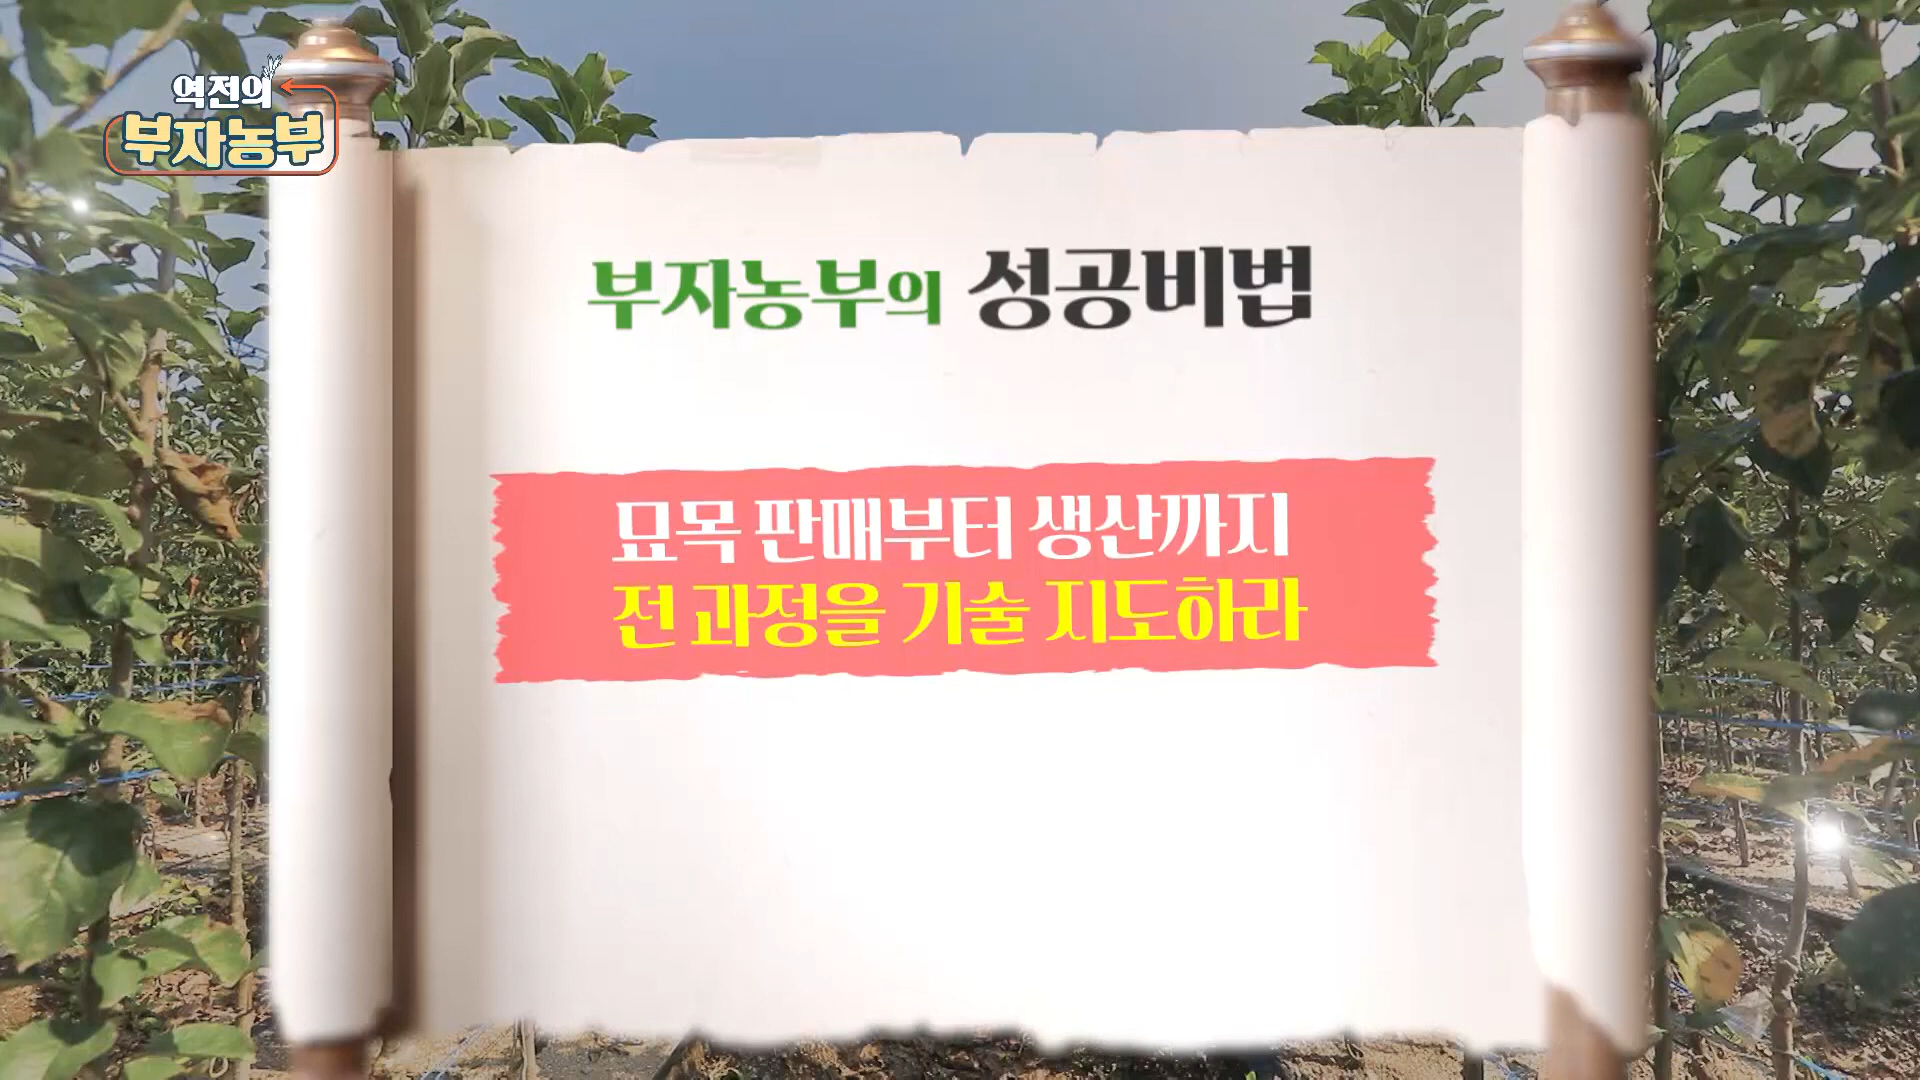 역전의
부자농부
부자농부의 성공비법
묘목 판매부터 생산까지
전 과정을 기술 지도하라